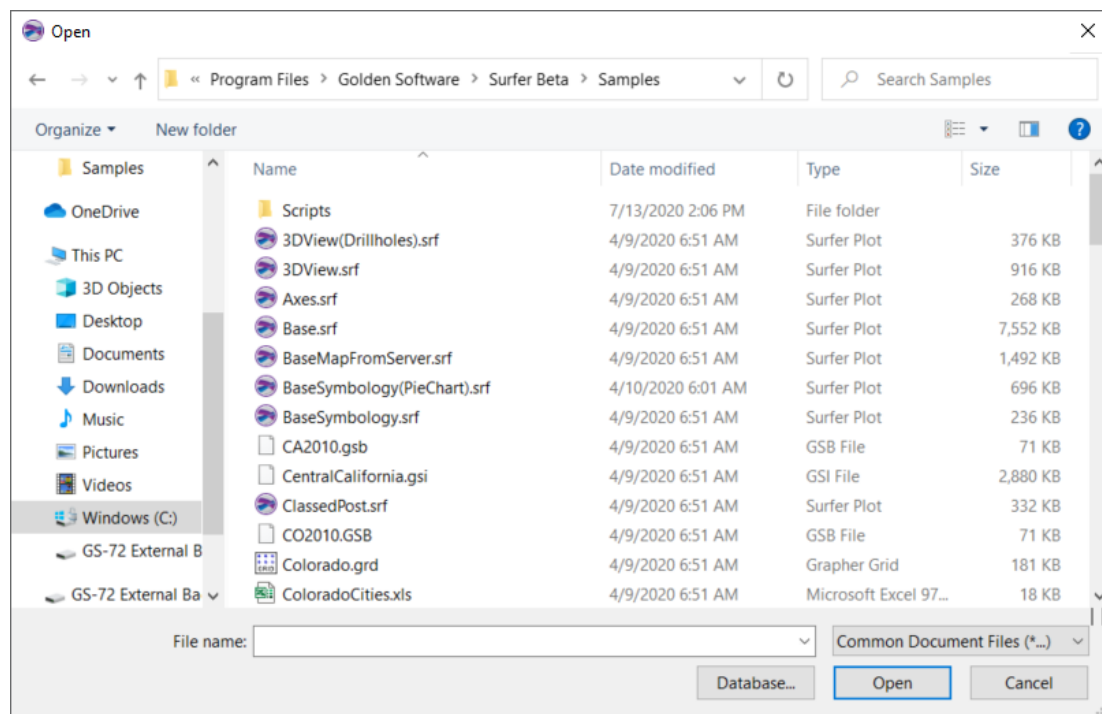 Open
« Program Files > Golden Software > Surfer Beta > Samples Search Samples
Organize New folder
Samples Name Date modified Type Size
OneDrive Scripts 7/13/2020 2:06 PM File folder
3DView(Drillholes).srf 4/9/2020 6:51 AM Surfer Plot 376 KB
This PC 3DView.srf 4/9/2020 6:51 AM Surfer Plot 916 KB
3D Objects Axes.srf 4/9/2020 6:51 AM Surfer Plot 268 KB
Desktop Base.srf 4/9/2020 6:51 AM Surfer Plot 7,552 KB
Documents BaseMapFromServer.srf 4/9/2020 6:51 AM Surfer Plot 1,492 KB
Downloads BaseSymbology(PieChart).srf 4/10/2020 6:01 AM Surfer Plot 696 KB
Music BaseSymbology.srf 4/9/2020 6:51 AM Surfer Plot 236 KB
Pictures CA2010.gsb 4/9/2020 6:51 AM GSB File 71 KB
Videos CentralCalifornia.gsi 4/9/2020 6:51 AM GSI File 2,880 KB
Windows (C:) ClassedPost.srf 4/9/2020 6:51 AM Surfer Plot 332 KB
GS-72 External B CO2010.GSB 4/9/2020 6:51 AM GSB File 71 KB
Colorado.grd 4/9/2020 6:51 AM Grapher Grid 181 KB
GS-72 External Ba ColoradoCities.xls 4/9/2020 6:51 AM Microsoft Excel 97... 18 KB
File name: Common Document Files (*...)
Database... Open Cancel